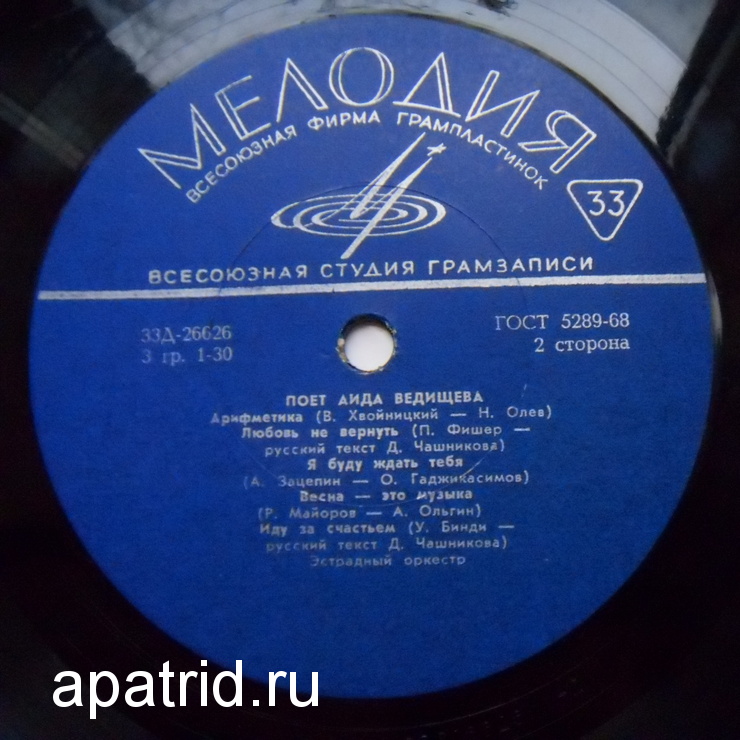 МЕЛОДИЯ
ВСЕСОЮЗНАЯ ФИРМА ГРАМПЛАСТИНОК
33
ВСЕСОЮЗНАЯ СТУДИЯ ГРАМЗАПИСИ
33Д-26626
ГОСТ 5289-68
3 гр. 1-30
2 сторона
ПОЕТ АИДА ВЕДИЩЕВА
Арифметика (В. Хвойницкий — Н. Олев)
Любовь не вернуть (П. Фишер —
русский текст Д. Чашникова)
Я буду ждать тебя
(А. Зацепин — О. Гаджикасимов)
Весна — это музыка
(Р. Майоров — А. Ольгин)
Иду за счастьем (У. Бинди —
русский текст Д. Чашникова)
Эстрадный оркестр
apatrid.ru